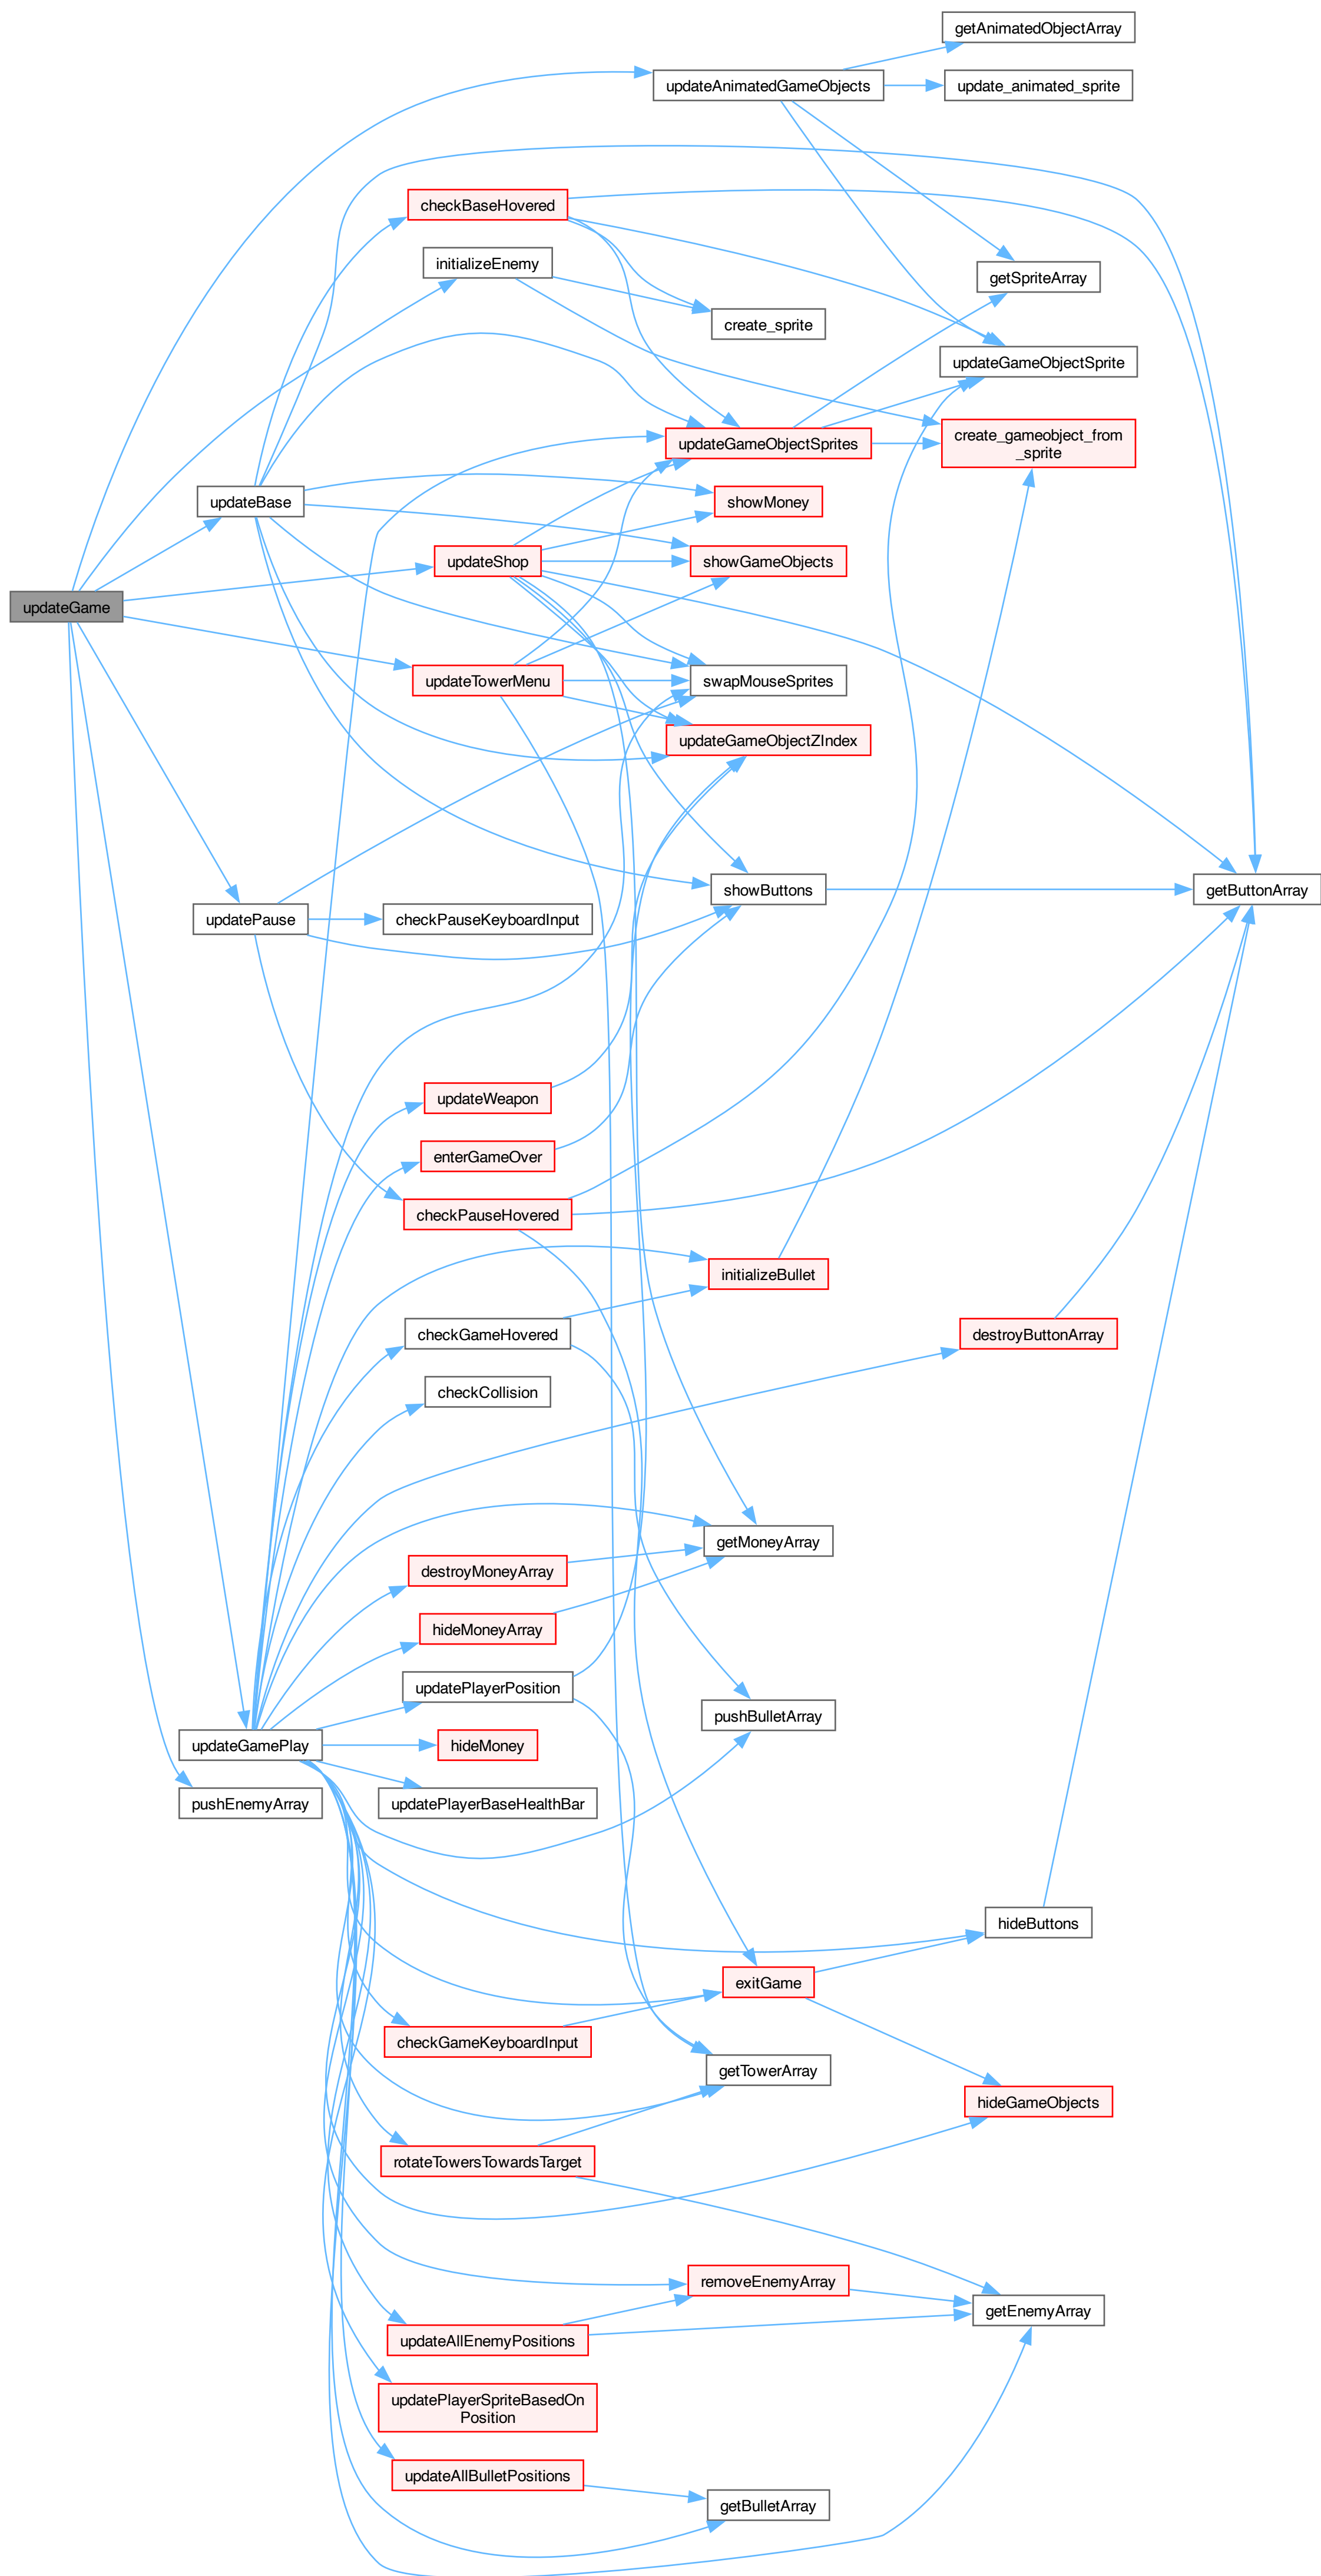 getAnimatedObjectArray
updateAnimatedGameObjects
update_animated_sprite
checkBaseHovered
initializeEnemy
getSpriteArray
create_sprite
updateGameObjectSprite
updateGameObjectSprites
create_gameobject_from
_sprite
updateBase
showMoney
updateShop
showGameObjects
updateGame
updateTowerMenu
swapMouseSprites
updateGameObjectZIndex
showButtons
getButtonArray
updatePause
checkPauseKeyboardInput
updateWeapon
enterGameOver
checkPauseHovered
initializeBullet
checkGameHovered
destroyButtonArray
checkCollision
getMoneyArray
destroyMoneyArray
hideMoneyArray
updatePlayerPosition
pushBulletArray
updateGamePlay
hideMoney
pushEnemyArray
updatePlayerBaseHealthBar
hideButtons
exitGame
checkGameKeyboardInput
getTowerArray
hideGameObjects
rotateTowersTowardsTarget
removeEnemyArray
getEnemyArray
updateAllEnemyPositions
updatePlayerSpriteBasedOn
Position
updateAllBulletPositions
getBulletArray